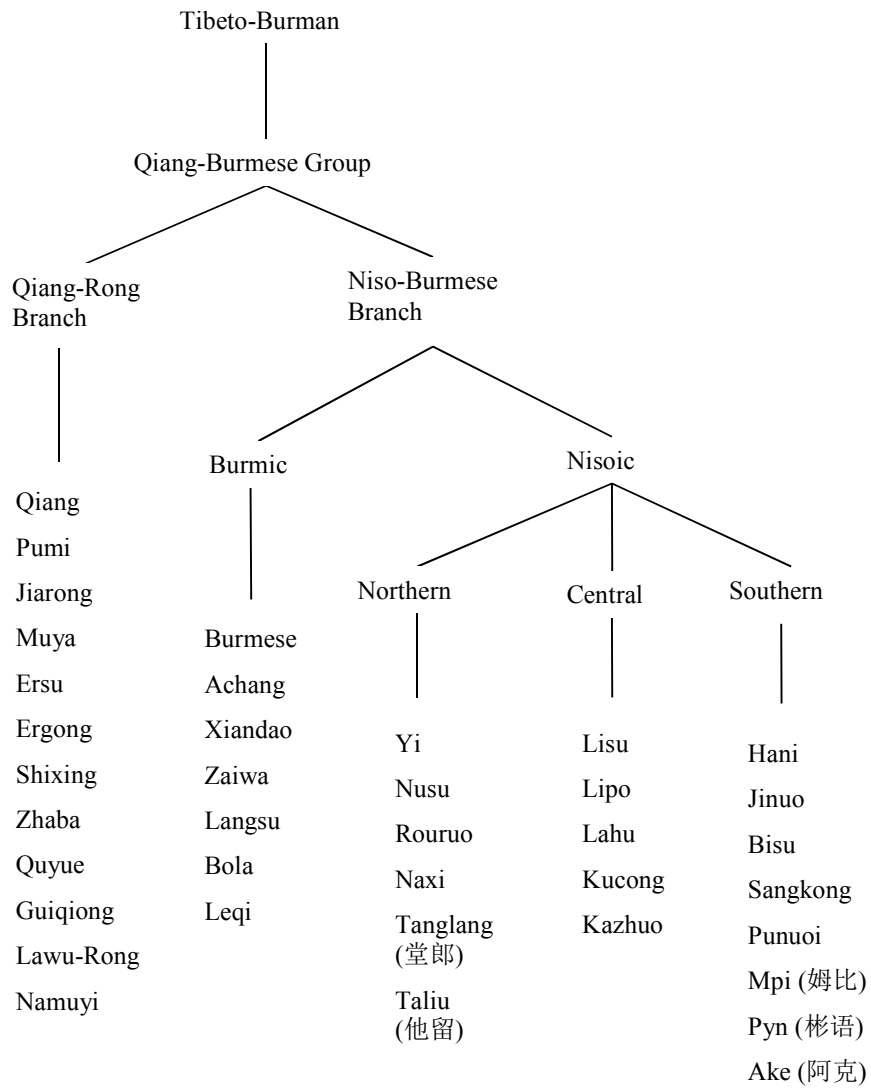 Tibeto-Burman
Qiang-Burmese Group
Qiang-Rong
Branch
Niso-Burmese
Branch
Burmic
Nisoic
Northern
Central
Southern
Qiang
Pumi
Jiarong
Muya
Ersu
Ergong
Shixing
Zhaba
Quyue
Guiqiong
Lawu-Rong
Namuyi
Burmese
Achang
Xiandao
Zaiwa
Langsu
Bola
Leqi
Yi
Nusu
Rouruo
Naxi
Tanglang
(堂郎)
Taliu
(他留)
Lisu
Lipo
Lahu
Kucong
Kazhuo
Hani
Jinuo
Bisu
Sangkong
Punuoi
Mpi (姆比)
Pyn (彬语)
Ake (阿克)